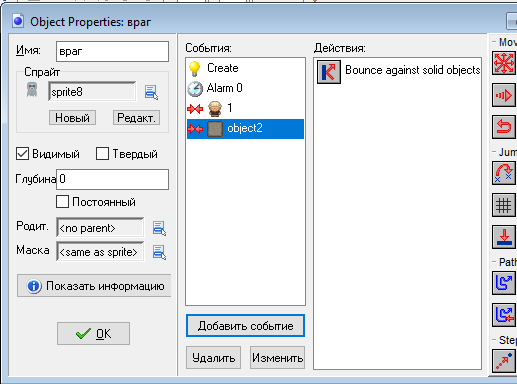 Object Properties: враг
Имя:
враг
Спрайт
sprite8
Новый
Редакт.
Видимый
Твердый
Глубина
0
Постоянный
Родит.
<no parent>
Маска
<same as sprite>
Показать информацию
OK
События:
Create
Alarm 0
1
object2
Добавить событие
Удалить
Изменить
Действия:
Bounce against solid objects
Mov
Jum
Path
Step